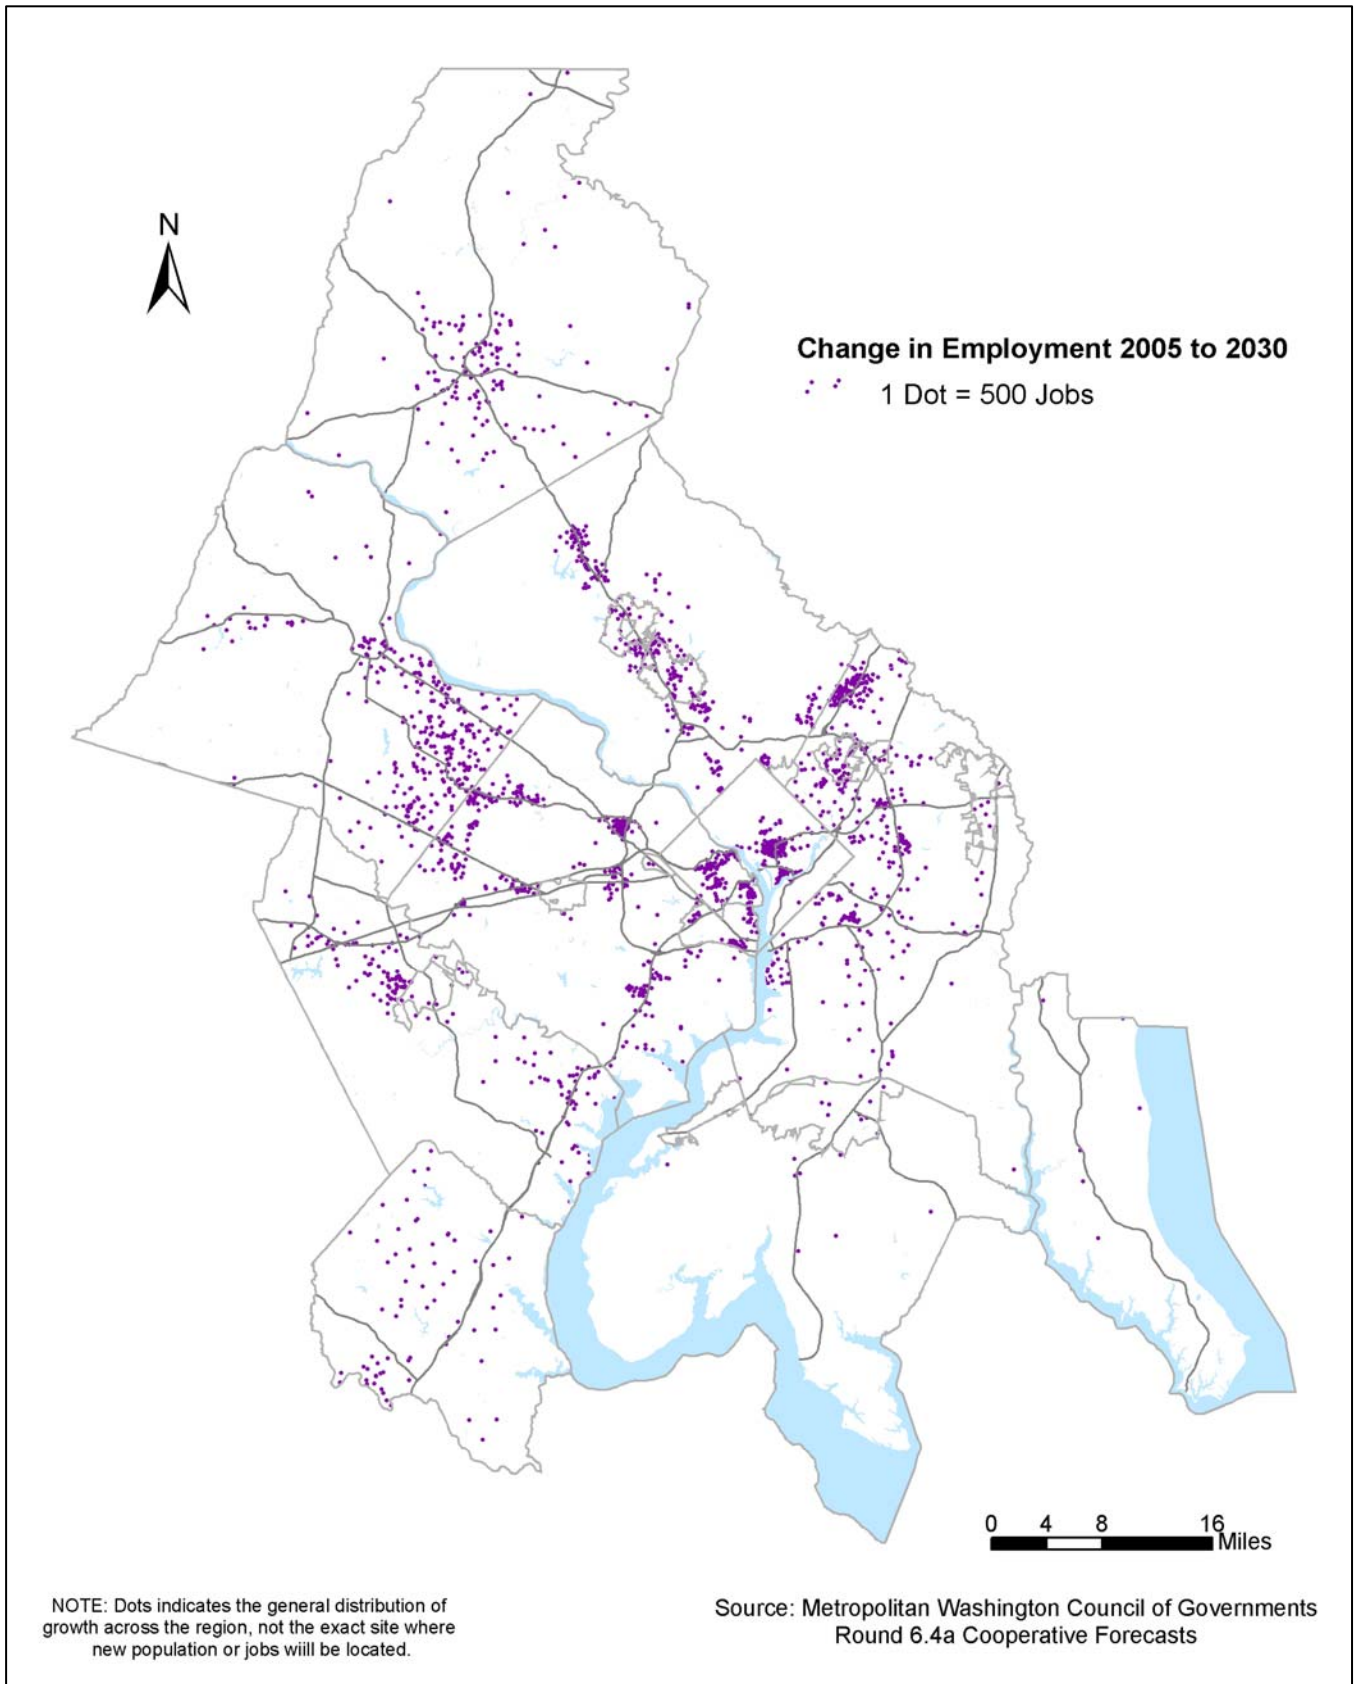 N
Change in Employment 2005 to 2030
1 Dot = 500 Jobs
0 4 8 16
Miles
NOTE: Dots indicates the general distribution of
growth across the region, not the exact site where
new population or jobs wiill be located.
Source: Metropolitan Washington Council of Governments
Round 6.4a Cooperative Forecasts